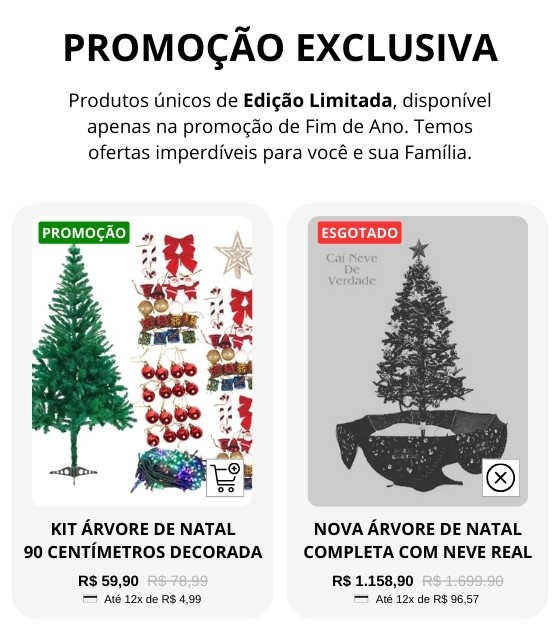 PROMOÇÃO EXCLUSIVA
Produtos únicos de Edição Limitada, disponível
apenas na promoção de Fim de Ano. Temos
ofertas imperdíveis para você e sua Família.
PROMOÇÃO
KIT ÁRVORE DE NATAL
90 CENTÍMETROS DECORADA
R$ 59,90 R$ 78,99
Até 12x de R$ 4,99
ESGOTADO
Caí Neve
De
Verdade
NOVA ÁRVORE DE NATAL
COMPLETA COM NEVE REAL
R$ 1.158,90 R$ 1.699.90
Até 12x de R$ 96,57